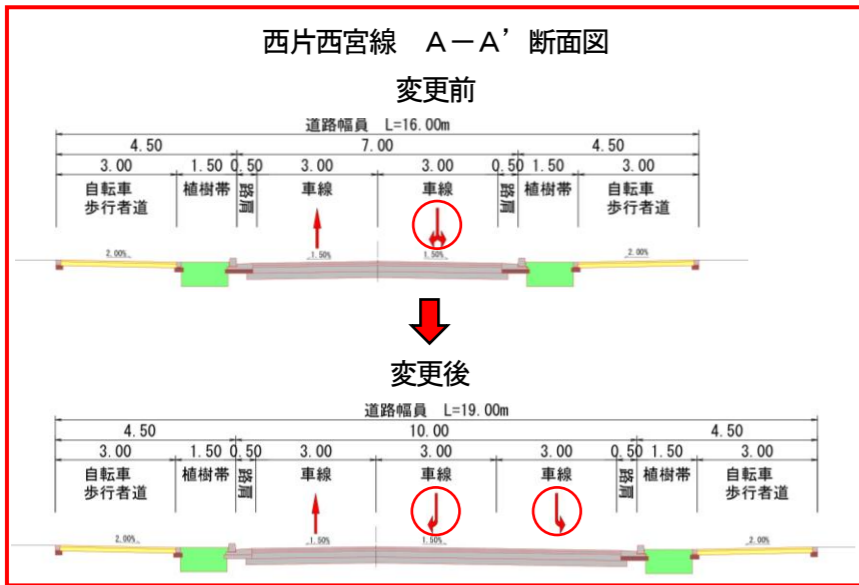 西片西宮線　A－A’断面図
変更前
道路幅員　L=16.00m
4.50 7.00 4.50
3.00 1.50 0.50 3.00 3.00 0.50 1.50 3.00
自転車歩行者道 植樹帯 路肩 車線 車線 路肩 植樹帯 自転車歩行者道
2.00% 1.50% 1.50% 2.00%
変更後
道路幅員　L=19.00m
4.50 10.00 4.50
3.00 1.50 0.50 3.00 3.00 3.00 0.50 1.50 3.00
自転車歩行者道 植樹帯 路肩 車線 車線 車線 路肩 植樹帯 自転車歩行者道
2.00% 1.50% 1.50% 2.00%